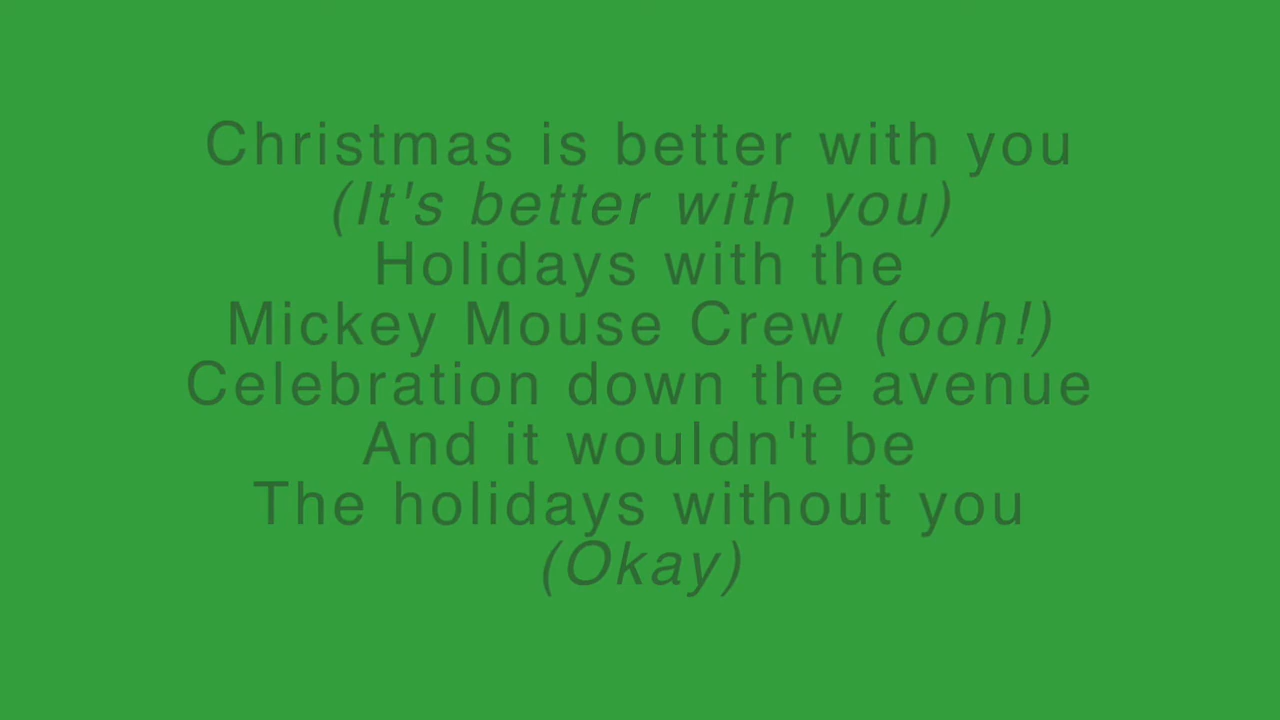 Christmas is better with you
(It's better with you)
Holidays with the
Mickey Mouse Crew (ooh!)
Celebration down the avenue
And it wouldn't be
The holidays without you
(Okay)